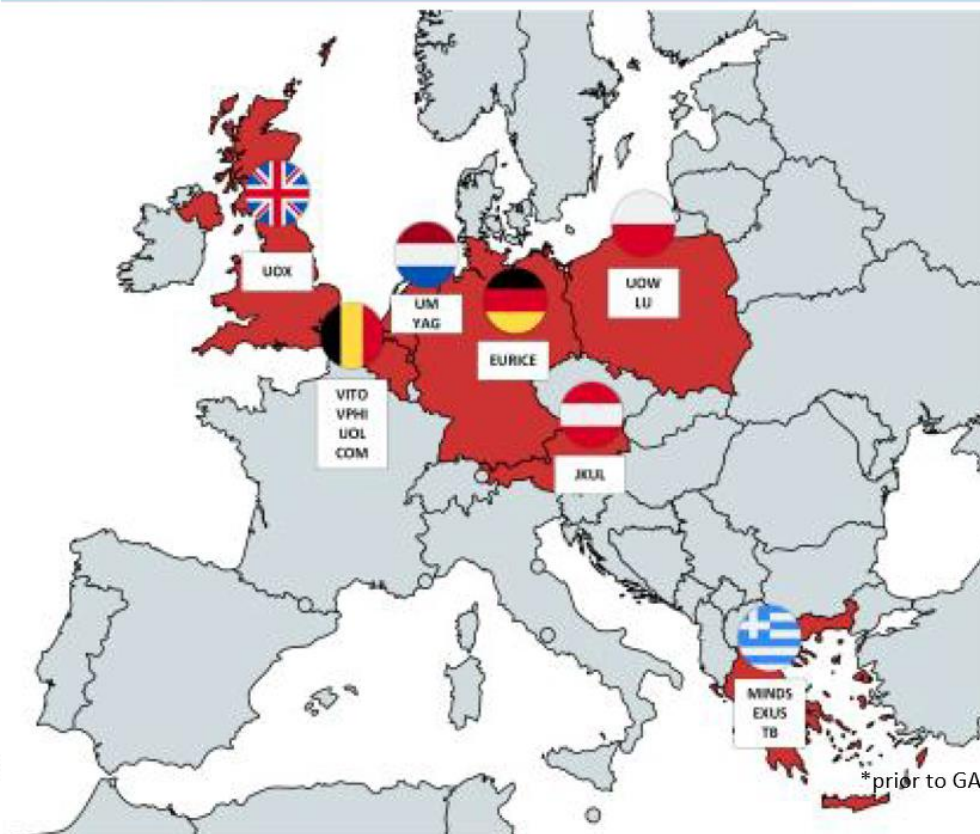 UOX
UM
YAG
UOW
LU
EURICE
VITO
VPHI
UOL
COM
JKUL
MINDS
EXUS
TB
*prior to GA